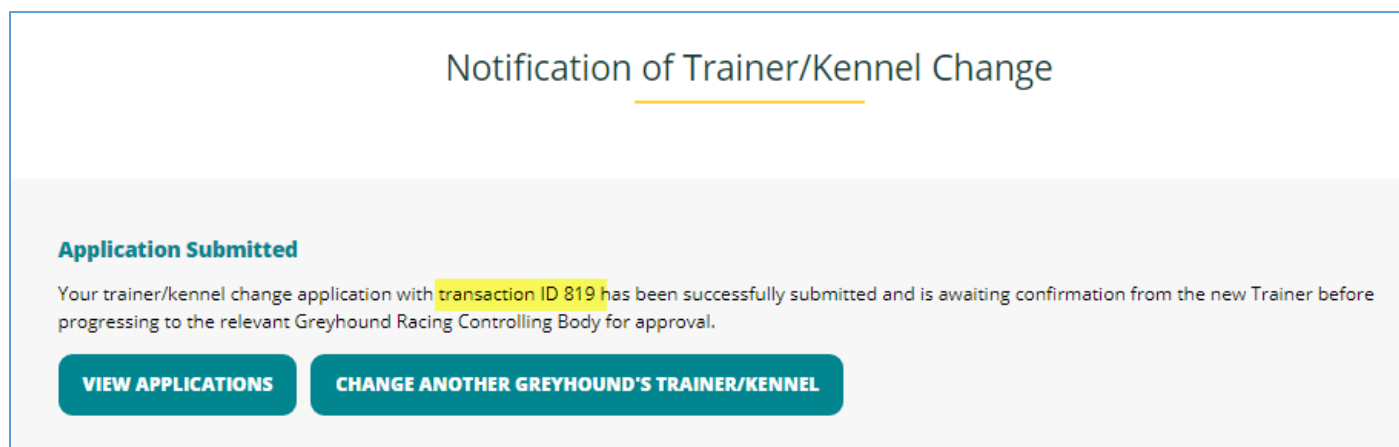 Notification of Trainer/Kennel Change
Application Submitted
Your trainer/kennel change application with transaction ID 819 has been successfully submitted and is awaiting confirmation from the new Trainer before
progressing to the relevant Greyhound Racing Controlling Body for approval.
VIEW APPLICATIONS
CHANGE ANOTHER GREYHOUND'S TRAINER/KENNEL